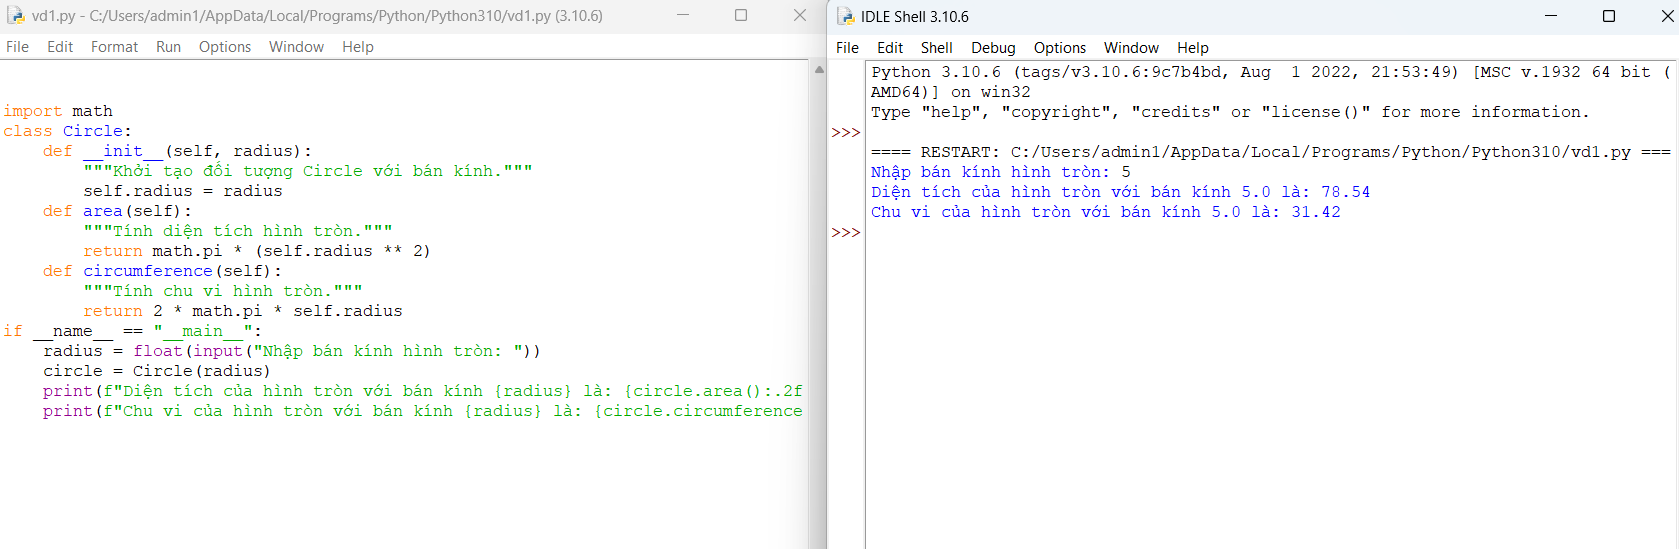 vd1.py - C:/Users/admin1/AppData/Local/Programs/Python/Python310/vd1.py (3.10.6)
File Edit Format Run Options Window Help
import math
class Circle:
    def __init__(self, radius):
        """Khởi tạo đối tượng Circle với bán kính."""
        self.radius = radius
    def area(self):
        """Tính diện tích hình tròn."""
        return math.pi * (self.radius ** 2)
    def circumference(self):
        """Tính chu vi hình tròn."""
        return 2 * math.pi * self.radius
if __name__ == "__main__":
    radius = float(input("Nhập bán kính hình tròn: "))
    circle = Circle(radius)
    print(f"Diện tích của hình tròn với bán kính {radius} là: {circle.area():.2f
    print(f"Chu vi của hình tròn với bán kính {radius} là: {circle.circumference
IDLE Shell 3.10.6
File Edit Shell Debug Options Window Help
Python 3.10.6 (tags/v3.10.6:9c7b4bd, Aug  1 2022, 21:53:49) [MSC v.1932 64 bit (
AMD64)] on win32
Type "help", "copyright", "credits" or "license()" for more information.
>>>
==== RESTART: C:/Users/admin1/AppData/Local/Programs/Python/Python310/vd1.py ===
Nhập bán kính hình tròn: 5
Diện tích của hình tròn với bán kính 5.0 là: 78.54
Chu vi của hình tròn với bán kính 5.0 là: 31.42
>>>